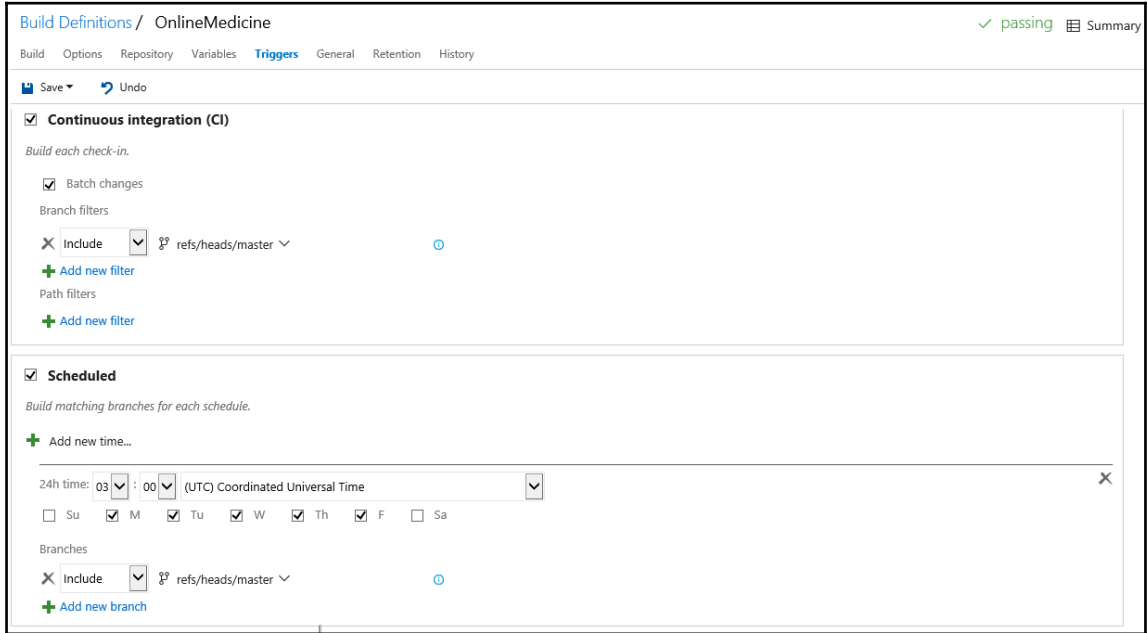 Build Definitions / OnlineMedicine passing Summary
Build Options Repository Variables Triggers General Retention History
Save Undo
Continuous integration (CI)
Build each check-in.
Batch changes
Branch filters
Include refs/heads/master
Add new filter
Path filters
Add new filter
Scheduled
Build matching branches for each schedule.
Add new time...
24h time: 03 : 00 (UTC) Coordinated Universal Time
Su M Tu W Th F Sa
Branches
Include refs/heads/master
Add new branch